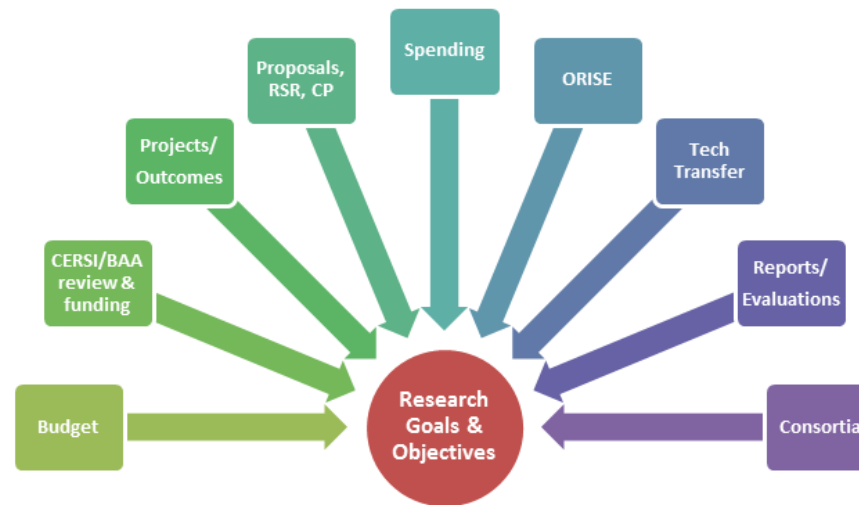 Spending
Proposals,
RSR, CP
ORISE
Projects/
Outcomes
Tech
Transfer
CERSI/BAA
review &
funding
Reports/
Evaluations
Budget
Research
Goals &
Objectives
Consortia